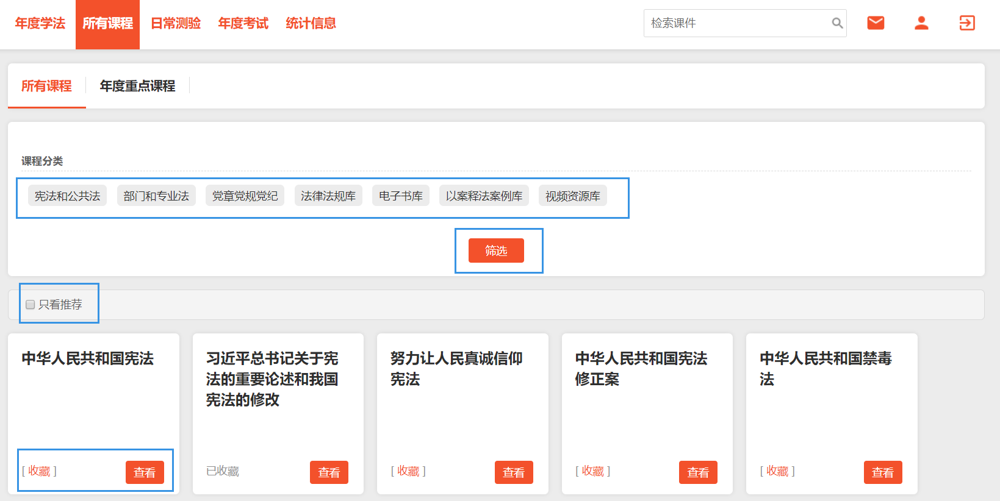 年度学法 所有课程 日常测验 年度考试 统计信息 检索课件
所有课程 年度重点课程
课程分类
宪法和公共法 部门和专业法 党章党规党纪 法律法规库 电子书库 以案释法案例库 视频资源库
筛选
只看推荐
中华人民共和国宪法
[ 收藏 ] 查看
习近平总书记关于宪
法的重要论述和我国
宪法的修改
已收藏 查看
努力让人民真诚信仰
宪法
[ 收藏 ] 查看
中华人民共和国宪法
修正案
[ 收藏 ] 查看
中华人民共和国禁毒
法
[ 收藏 ] 查看